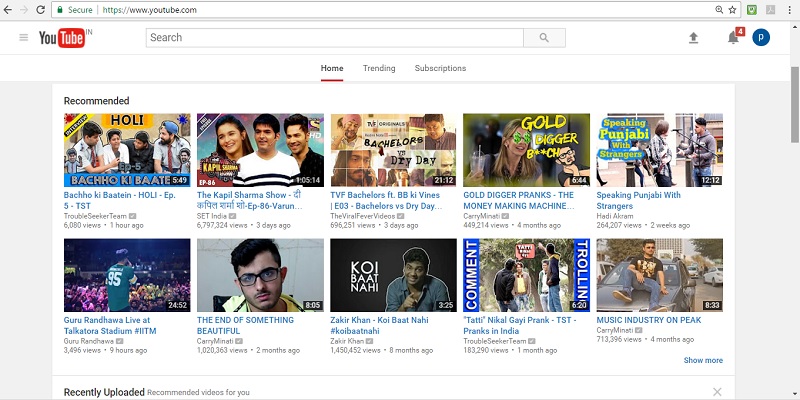 Secure
https://www.youtube.com
YouTube IN
Search
4
p
Home Trending Subscriptions
Recommended
HOLI
BACHHO KI BAATE
5:49
Bachho ki Baatein - HOLI - Ep.
5 - TST
TroubleSeekerTeam
6,080 views • 1 hour ago
KAPIL SHARMA
EP-86
HD
1:05:14
The Kapil Sharma Show - दी
कपिल शर्मा शो-Ep-86-Varun...
SET India
6,797,324 views • 3 days ago
TVF ORIGINALS
BACHELORS
VS
Dry Day
21:12
TVF Bachelors ft. BB ki Vines
| E03 - Bachelors vs Dry Day...
TheViralFeverVideos
696,251 views • 3 days ago
GOLD
DIGGER
B**CH
6:44
GOLD DIGGER PRANKS - THE
MONEY MAKING MACHINE...
CarryMinati
449,214 views • 4 months ago
Speaking
Punjabi
With
Strangers
12:12
Speaking Punjabi With
Strangers
Hadi Akram
264,207 views • 2 weeks ago
95
24:52
Guru Randhawa Live at
Talkatora Stadium #IITM
Guru Randhawa
3,496 views • 9 hours ago
8:05
THE END OF SOMETHING
BEAUTIFUL
CarryMinati
1,020,363 views • 2 months ago
KOI
BAAT
NAHI
3:25
Zakir Khan - Koi Baat Nahi
#koibaatnahi
Zakir Khan
1,450,452 views • 8 months ago
COMMENT
TATTI
TROLLING
6:20
"Tatti" Nikal Gayi Prank - TST -
Pranks in India
TroubleSeekerTeam
183,290 views • 1 month ago
8:33
MUSIC INDUSTRY ON PEAK
CarryMinati
713,396 views • 4 months ago
Show more
Recently Uploaded Recommended videos for you